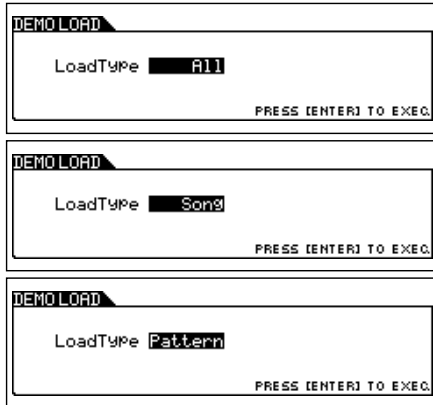 DEMO LOAD
LoadType All
PRESS [ENTER] TO EXEC.
DEMO LOAD
LoadType Song
PRESS [ENTER] TO EXEC.
DEMO LOAD
LoadType Pattern
PRESS [ENTER] TO EXEC.